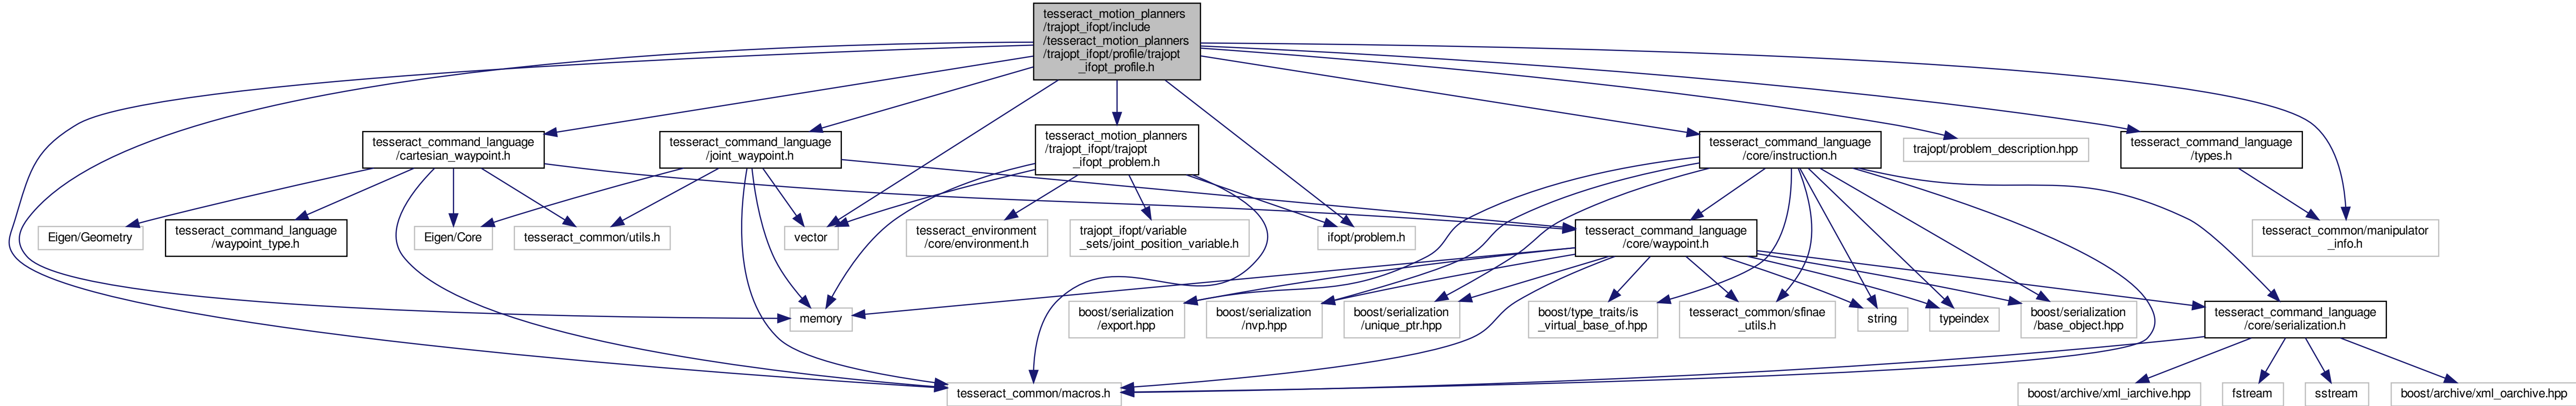 tesseract_motion_planners
/trajopt_ifopt/include
/tesseract_motion_planners
/trajopt_ifopt/profile/trajopt
_ifopt_profile.h
tesseract_command_language
/cartesian_waypoint.h
tesseract_command_language
/joint_waypoint.h
tesseract_motion_planners
/trajopt_ifopt/trajopt
_ifopt_problem.h
tesseract_command_language
/core/instruction.h
trajopt/problem_description.hpp
tesseract_command_language
/types.h
Eigen/Geometry
tesseract_command_language
/waypoint_type.h
Eigen/Core
tesseract_common/utils.h
vector
tesseract_environment
/core/environment.h
trajopt_ifopt/variable
_sets/joint_position_variable.h
ifopt/problem.h
tesseract_command_language
/core/waypoint.h
tesseract_common/manipulator
_info.h
memory
boost/serialization
/export.hpp
boost/serialization
/nvp.hpp
boost/serialization
/unique_ptr.hpp
boost/type_traits/is
_virtual_base_of.hpp
tesseract_common/sfinae
_utils.h
string
typeindex
boost/serialization
/base_object.hpp
tesseract_command_language
/core/serialization.h
tesseract_common/macros.h
boost/archive/xml_iarchive.hpp
fstream
sstream
boost/archive/xml_oarchive.hpp